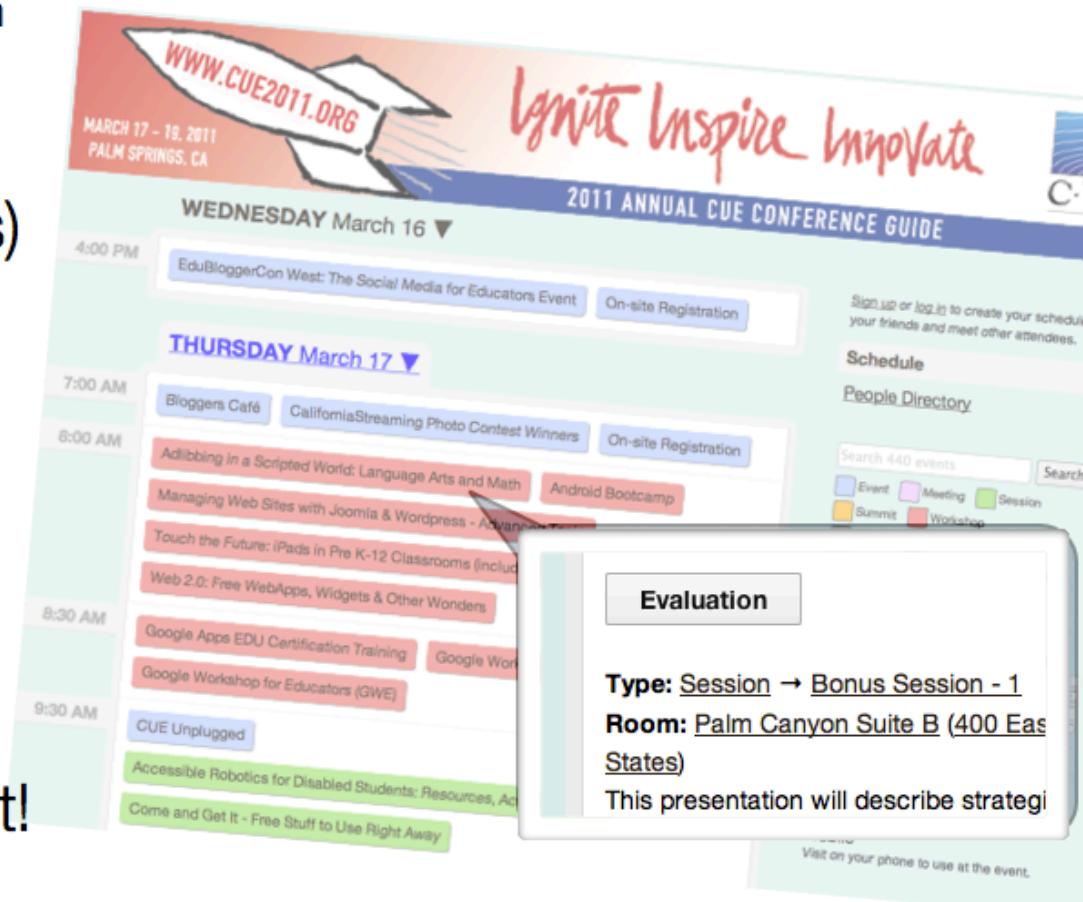 s)
t!
WWW.CUE2011.ORG
MARCH 17 - 19, 2011
PALM SPRINGS, CA
Ignite Inspire Innovate
2011 ANNUAL CUE CONFERENCE GUIDE
WEDNESDAY March 16 ▼
4:00 PM
EduBloggerCon West: The Social Media for Educators Event
On-site Registration
THURSDAY March 17 ▼
7:00 AM
Bloggers Café
CaliforniaStreaming Photo Contest Winners
On-site Registration
8:00 AM
Adlibbing in a Scripted World: Language Arts and Math
Android Bootcamp
Managing Web Sites with Joomla & Wordpress - Advanced
Touch the Future: iPads in Pre K-12 Classrooms (includ
Web 2.0: Free WebApps, Widgets & Other Wonders
8:30 AM
Google Apps EDU Certification Training
Google Wor
Google Workshop for Educators (GWE)
9:30 AM
CUE Unplugged
Accessible Robotics for Disabled Students: Resources, Ac
Come and Get It - Free Stuff to Use Right Away
Sign up or log in to create your schedule
your friends and meet other attendees.
Schedule
People Directory
Search 440 events
Search
Event
Meeting
Session
Summit
Workshop
Evaluation
Type: Session → Bonus Session - 1
Room: Palm Canyon Suite B (400 Eas
States)
This presentation will describe strategi
Visit on your phone to use at the event.